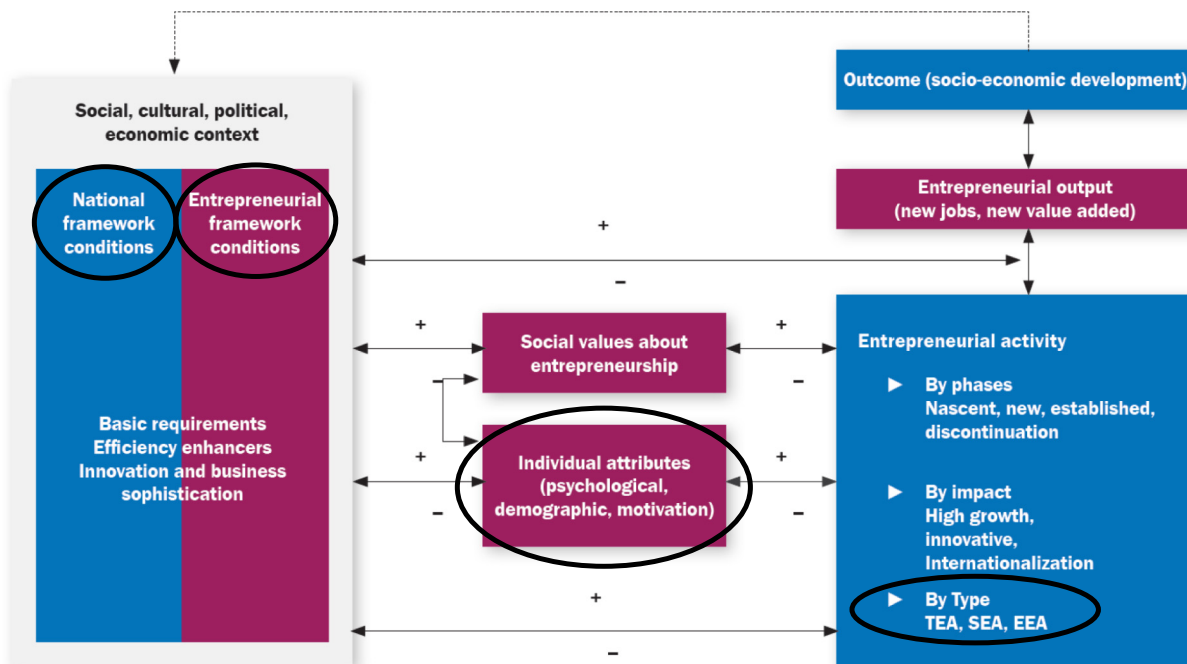 Social, cultural, political,
economic context
National
framework
conditions
Entrepreneurial
framework
conditions
Basic requirements
Efficiency enhancers
Innovation and business
sophistication
+
−
+
−
Social values about
entrepreneurship
+
−
+
−
Individual attributes
(psychological,
demographic, motivation)
+
−
+
−
Outcome (socio-economic development)
Entrepreneurial output
(new jobs, new value added)
Entrepreneurial activity
► By phases
Nascent, new, established,
discontinuation
► By impact
High growth,
innovative,
Internationalization
► By Type
TEA, SEA, EEA